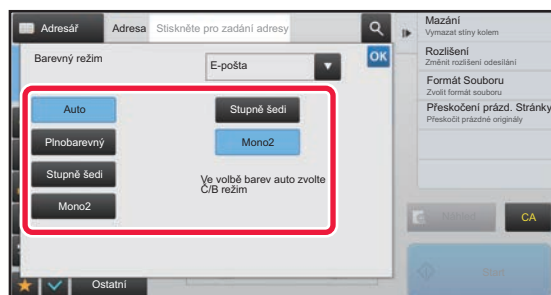 Adresář
Adresa
Stiskněte pro zadání adresy
Barevný režim
E-pošta
OK
Auto
Plnobarevný
Stupně šedi
Mono2
Stupně šedi
Mono2
Ve volbě barev auto zvolte
Č/B režim
Ostatní
Mazání
Vymazat stíny kolem
Rozlišení
Změnit rozlišení odesílání
Formát Souboru
Zvolit formát souboru
Přeskočení prázd. Stránky
Přeskočit prázdné originály
Náhled
CA
Start